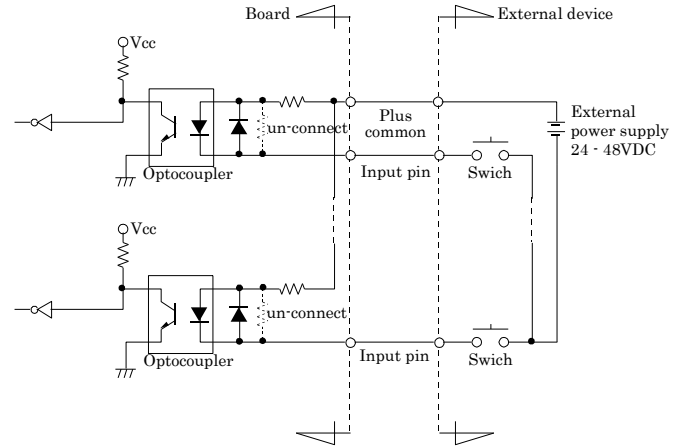 Board
External device
Vcc
un-connect
Plus
common
External
power supply
24 - 48VDC
Optocoupler
Input pin
Swich
Vcc
un-connect
Optocoupler
Input pin
Swich